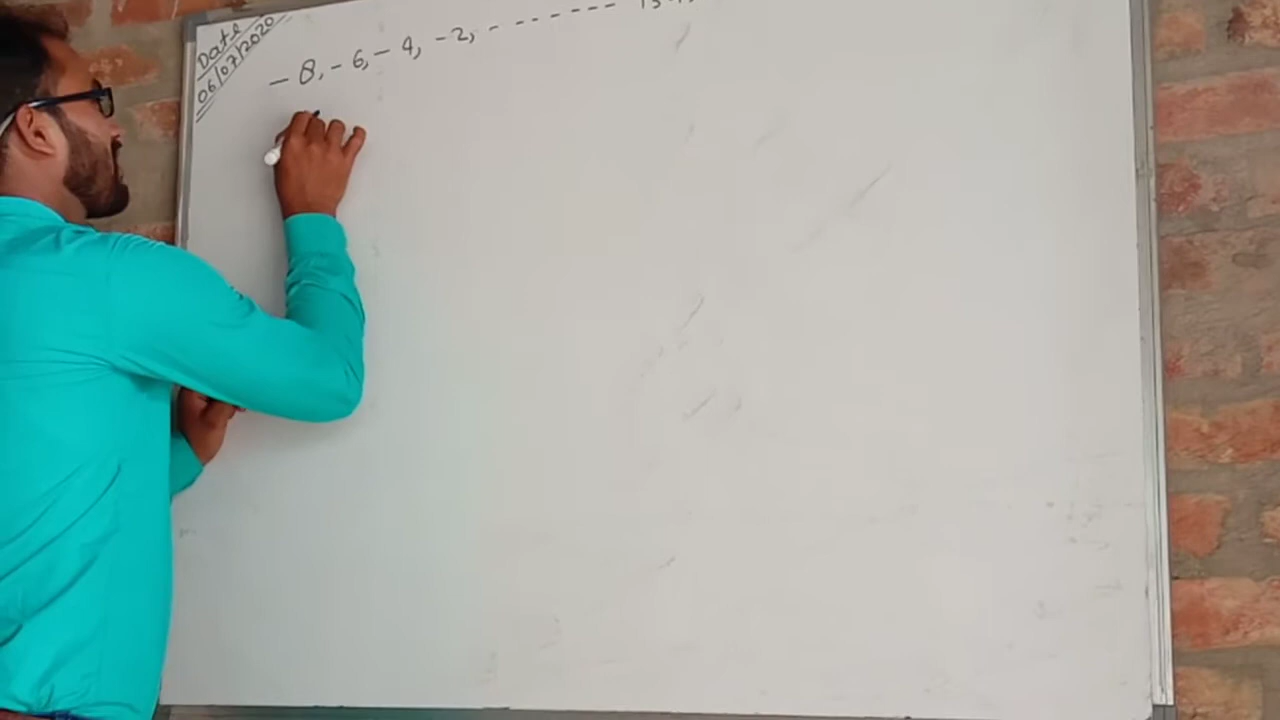 Date
06/07/2020
- 8, - 6, - 4, - 2, - - - - - - -